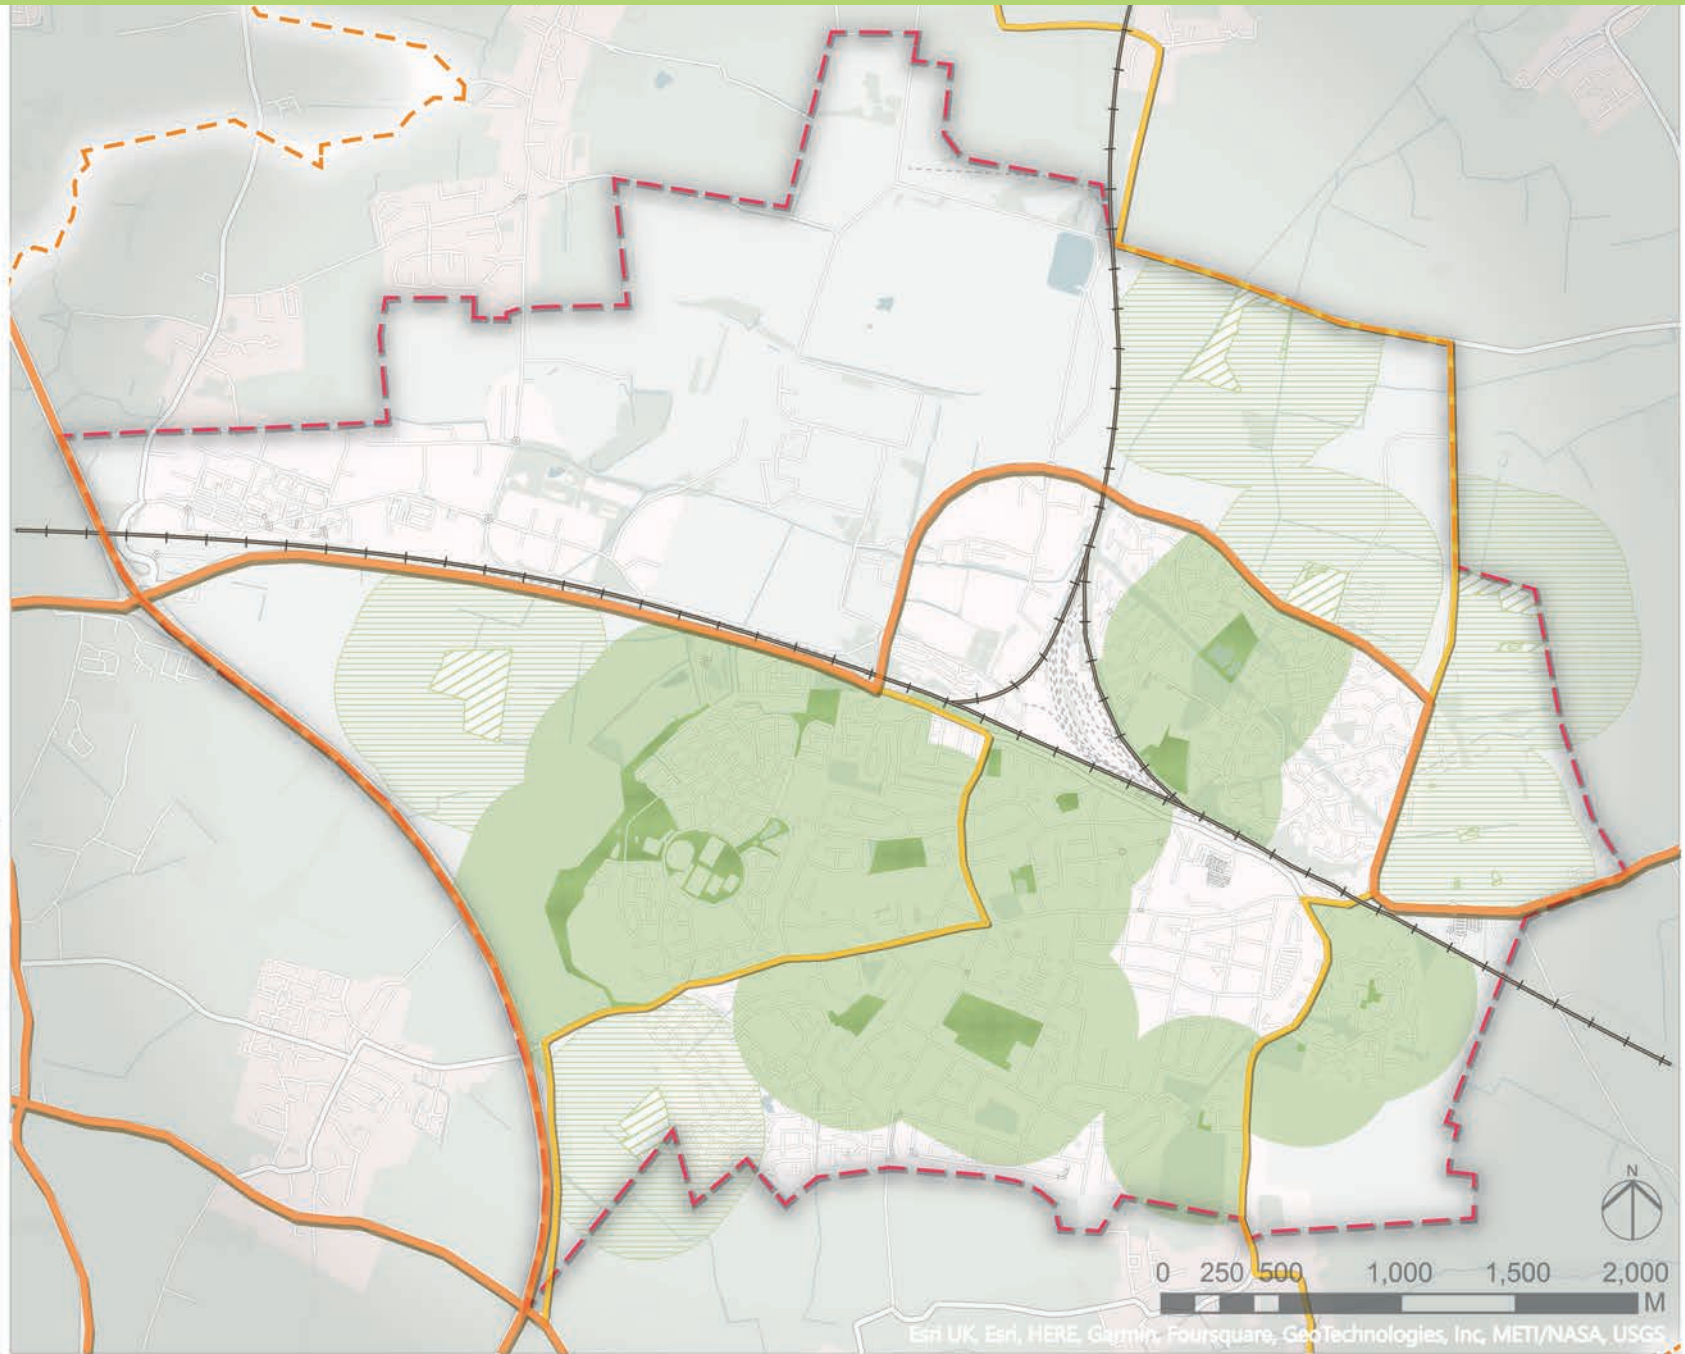 N
0 250 500 1,000 1,500 2,000
M
Esri UK, Esri, HERE, Garmin, Foursquare, GeoTechnologies, Inc, METI/NASA, USGS